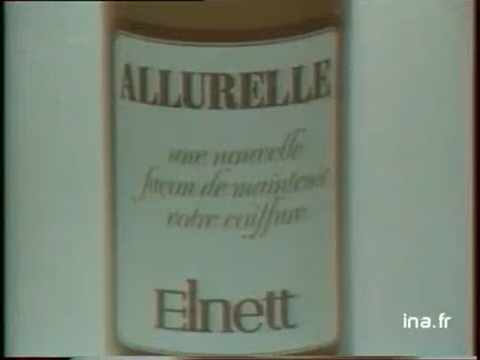 ALLURELLE
une nouvelle
façon de maintenir
votre coiffure
Elnett
ina.fr